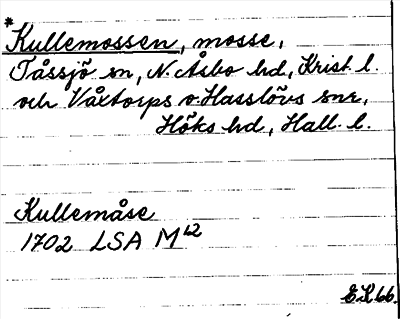 *
Kullemossen, mosse,
Tåssjö sn, N. Åsbo hd, Krist. l.
och Våxtorps o. Hasslövs snr,
Höks hd, Hall. l.
Kullemåse
1702 LSA M42
E.K. 66.